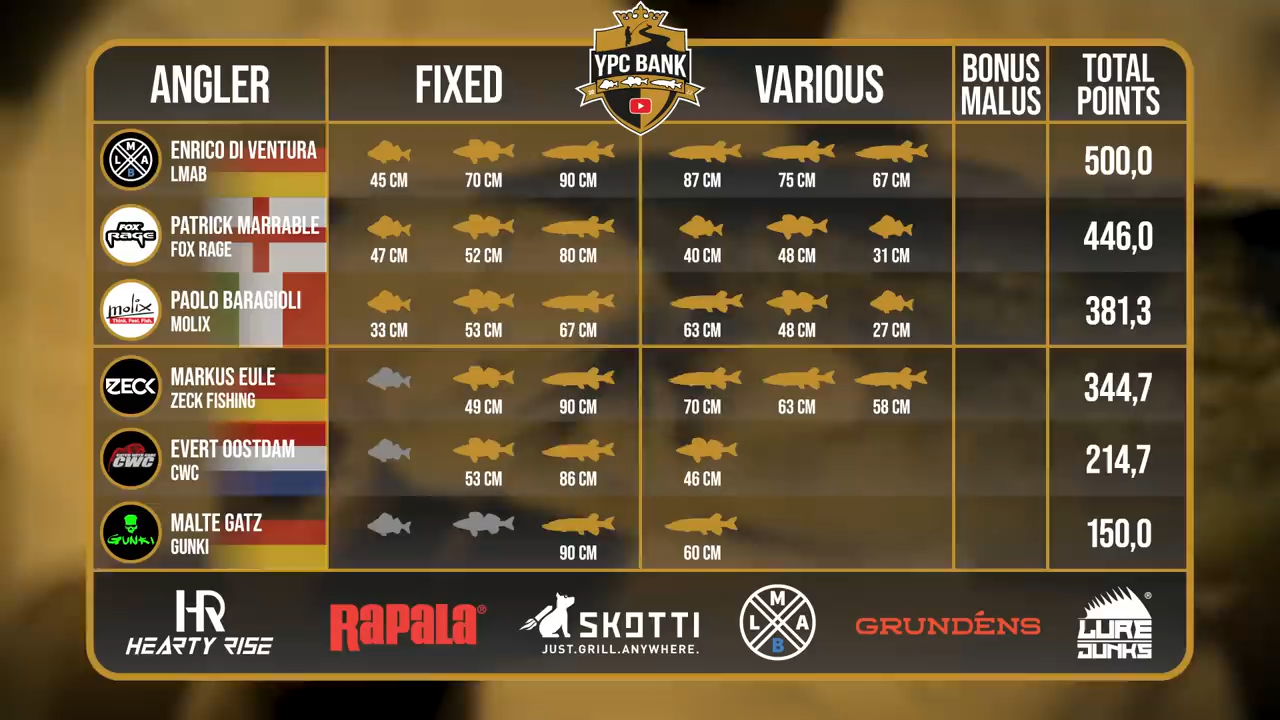 YPC BANK
ANGLER FIXED VARIOUS BONUS MALUS TOTAL POINTS
LMAB ENRICO DI VENTURA
LMAB
45 CM 70 CM 90 CM 87 CM 75 CM 67 CM 500,0
FOX RAGE PATRICK MARRABLE
FOX RAGE
47 CM 52 CM 80 CM 40 CM 48 CM 31 CM 446,0
molix Think. Feel. Fish. PAOLO BARAGIOLI
MOLIX
33 CM 53 CM 67 CM 63 CM 48 CM 27 CM 381,3
ZECK MARKUS EULE
ZECK FISHING
49 CM 90 CM 70 CM 63 CM 58 CM 344,7
CWC EVERT OOSTDAM
CWC
53 CM 86 CM 46 CM 214,7
GUNKI MALTE GATZ
GUNKI
90 CM 60 CM 150,0
HR
HEARTY RISE
RAPALA®
SKOTTI
JUST.GRILL.ANYWHERE.
LMAB
GRUNDÉNS
LURE JUNKS®